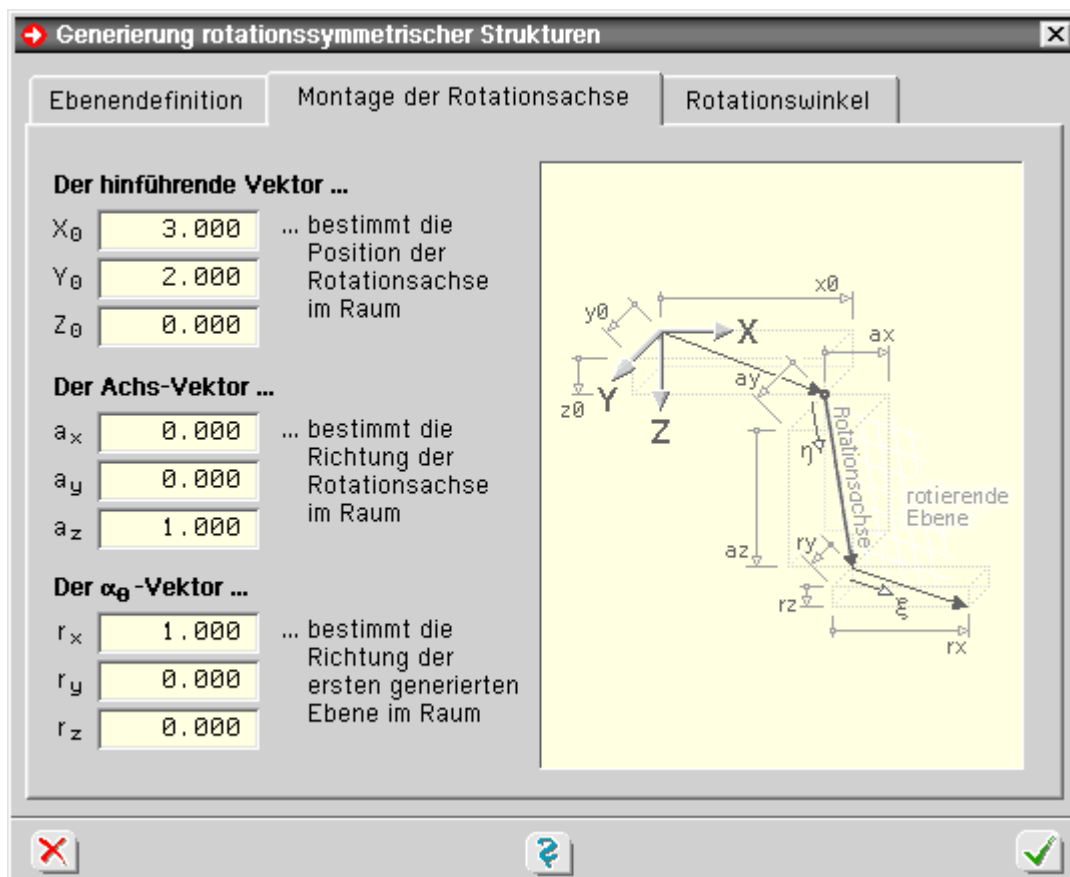 Generierung rotationssymmetrischer Strukturen
Ebenendefinition
Montage der Rotationsachse
Rotationswinkel
Der hinführende Vektor ...
X0 3.000
Y0 2.000
Z0 0.000
... bestimmt die
Position der
Rotationsachse
im Raum
Der Achs-Vektor ...
ax 0.000
ay 0.000
az 1.000
... bestimmt die
Richtung der
Rotationsachse
im Raum
Der α0-Vektor ...
rx 1.000
ry 0.000
rz 0.000
... bestimmt die
Richtung der
ersten generierten
Ebene im Raum
x0
y0
X
ax
Y
z0
Z
ay
η
Rotationsachse
rotierende
Ebene
az
ry
rz
ξ
rx